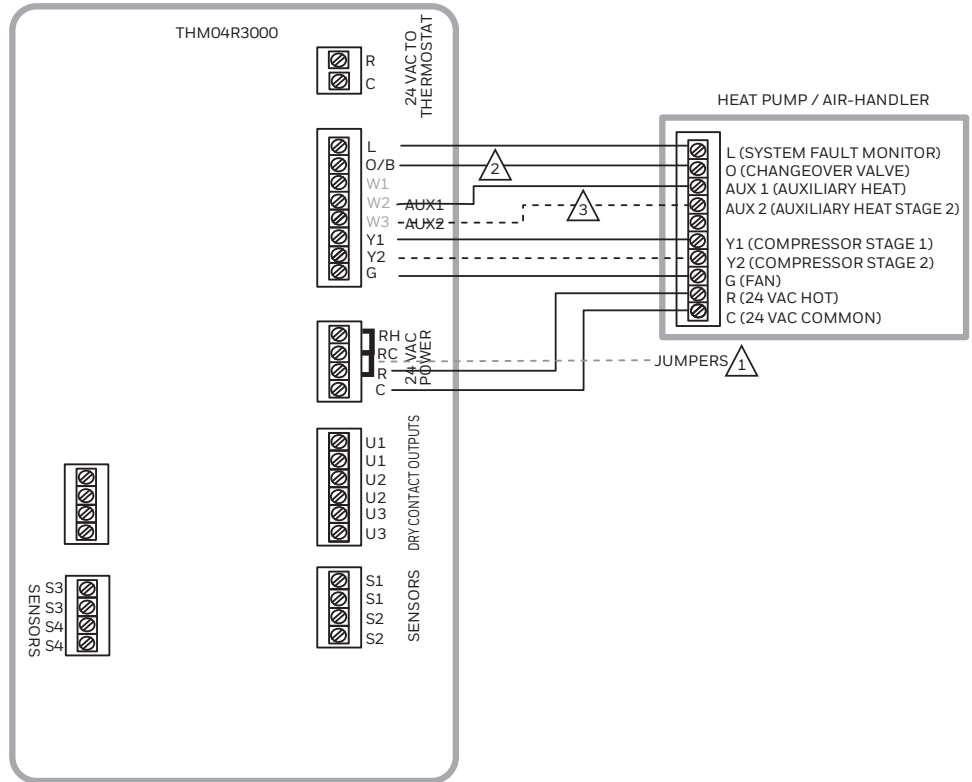 THM04R3000
R
C
24 VAC TO
THERMOSTAT
HEAT PUMP / AIR-HANDLER
L
O/B
W1
W2
W3
Y1
Y2
G
AUX1
AUX2
2
3
L (SYSTEM FAULT MONITOR)
O (CHANGEOVER VALVE)
AUX 1 (AUXILIARY HEAT)
AUX 2 (AUXILIARY HEAT STAGE 2)
Y1 (COMPRESSOR STAGE 1)
Y2 (COMPRESSOR STAGE 2)
G (FAN)
R (24 VAC HOT)
C (24 VAC COMMON)
RH
RC
R
C
24 VAC
POWER
JUMPERS
1
U1
U1
U2
U2
U3
U3
DRY CONTACT OUTPUTS
S1
S1
S2
S2
SENSORS
S3
S3
S4
S4
SENSORS